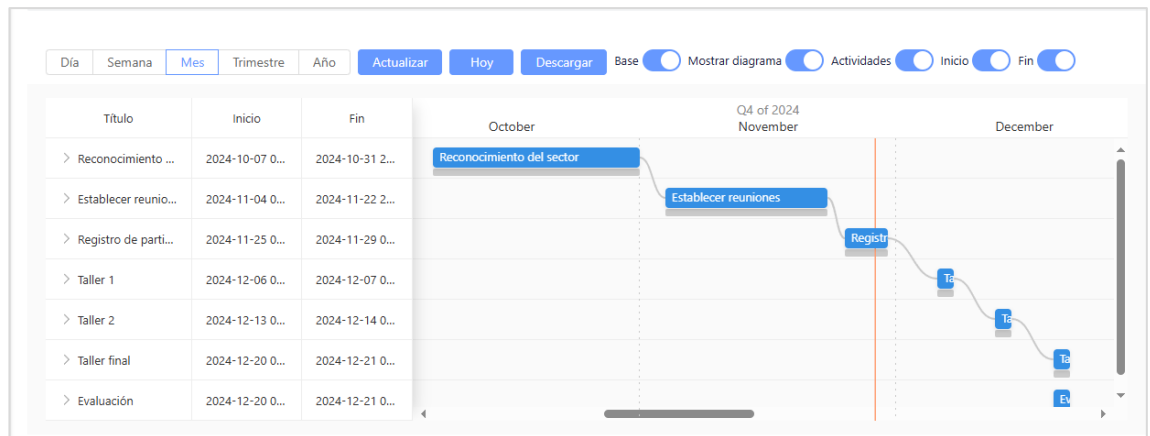 Día Semana Mes Trimestre Año Actualizar Hoy Descargar Base Mostrar diagrama Actividades Inicio Fin
Título Inicio Fin
Q4 of 2024
October November December
Reconocimiento ... 2024-10-07 0... 2024-10-31 2... Reconocimiento del sector
Establecer reunio... 2024-11-04 0... 2024-11-22 2... Establecer reuniones
Registro de parti... 2024-11-25 0... 2024-11-29 0... Registr
Taller 1 2024-12-06 0... 2024-12-07 0... Ta
Taller 2 2024-12-13 0... 2024-12-14 0... Ta
Taller final 2024-12-20 0... 2024-12-21 0... Ta
Evaluación 2024-12-20 0... 2024-12-21 0... Ev